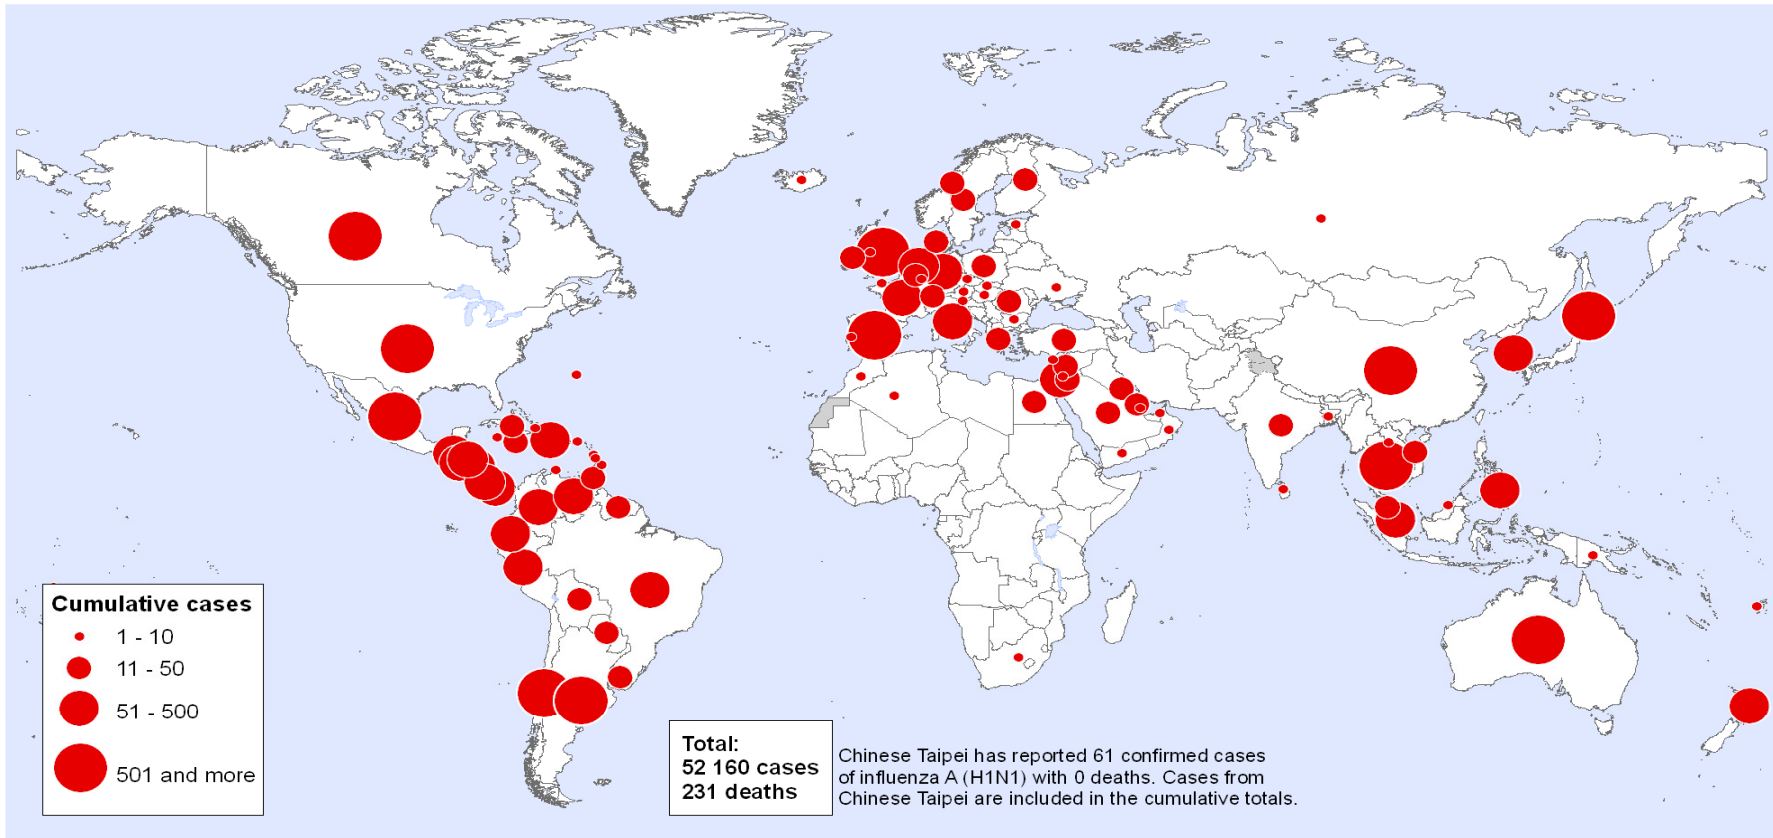 Cumulative cases
1 - 10
11 - 50
51 - 500
501 and more
Total:
52 160 cases
231 deaths
Chinese Taipei has reported 61 confirmed cases
of influenza A (H1N1) with 0 deaths. Cases from
Chinese Taipei are included in the cumulative totals.